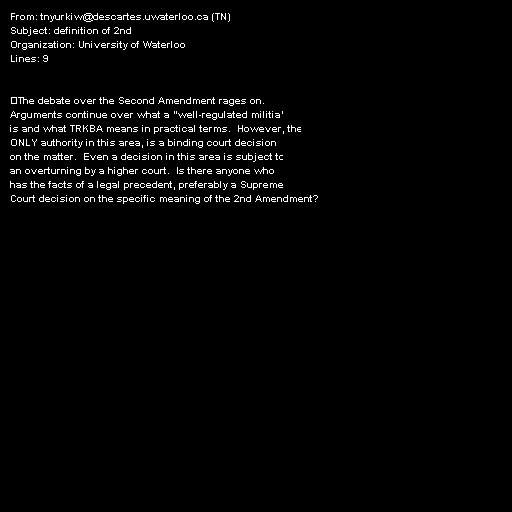 From: tnyurkiw@descartes.uwaterloo.ca (TN)
Subject: definition of 2nd
Organization: University of Waterloo
Lines: 9
The debate over the Second Amendment rages on.
Arguments continue over what a "well-regulated militia'
is and what TRKBA means in practical terms.  However, the
ONLY authority in this area, is a binding court decision
on the matter.  Even a decision in this area is subject to
an overturning by a higher court.  Is there anyone who
has the facts of a legal precedent, preferably a Supreme
Court decision on the specific meaning of the 2nd Amendment?